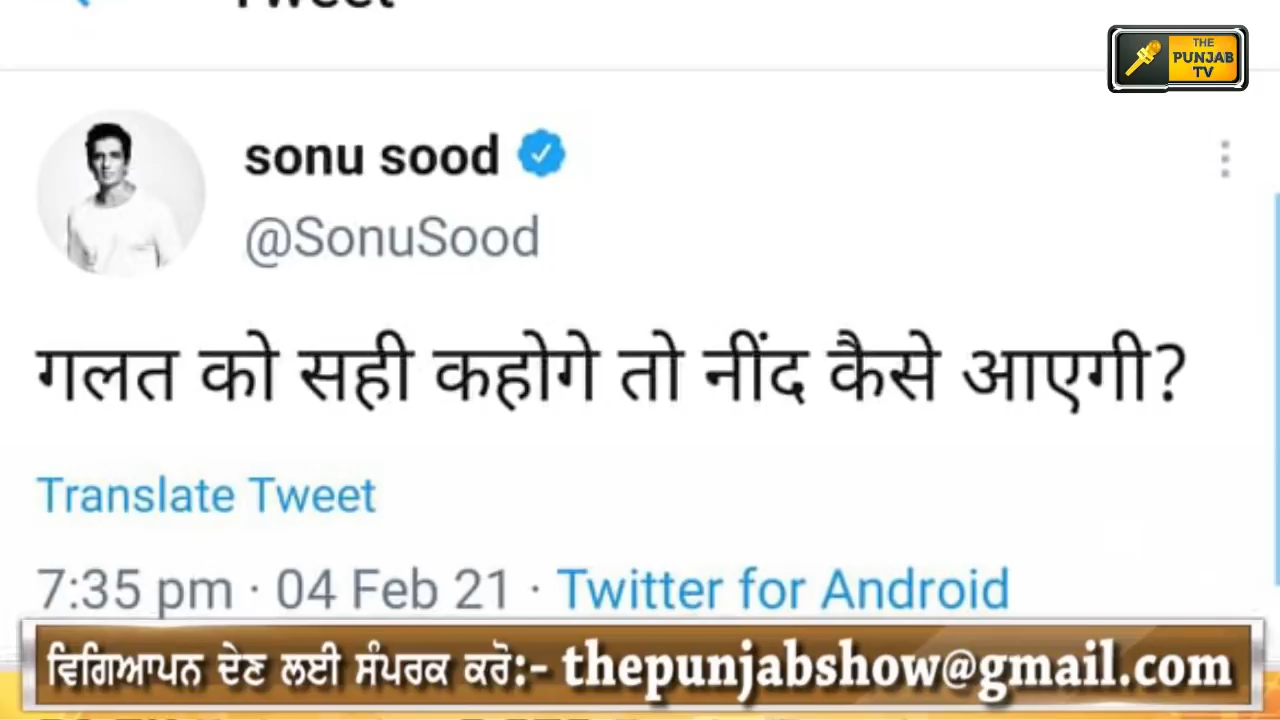 Tweet
THE
PUNJAB
TV
sonu sood
@SonuSood
गलत को सही कहोगे तो नींद कैसे आएगी?
Translate Tweet
7:35 pm · 04 Feb 21 · Twitter for Android
ਵਿਗਿਆਪਨ ਦੇਣ ਲਈ ਸੰਪਰਕ ਕਰੋ:- thepunjabshow@gmail.com